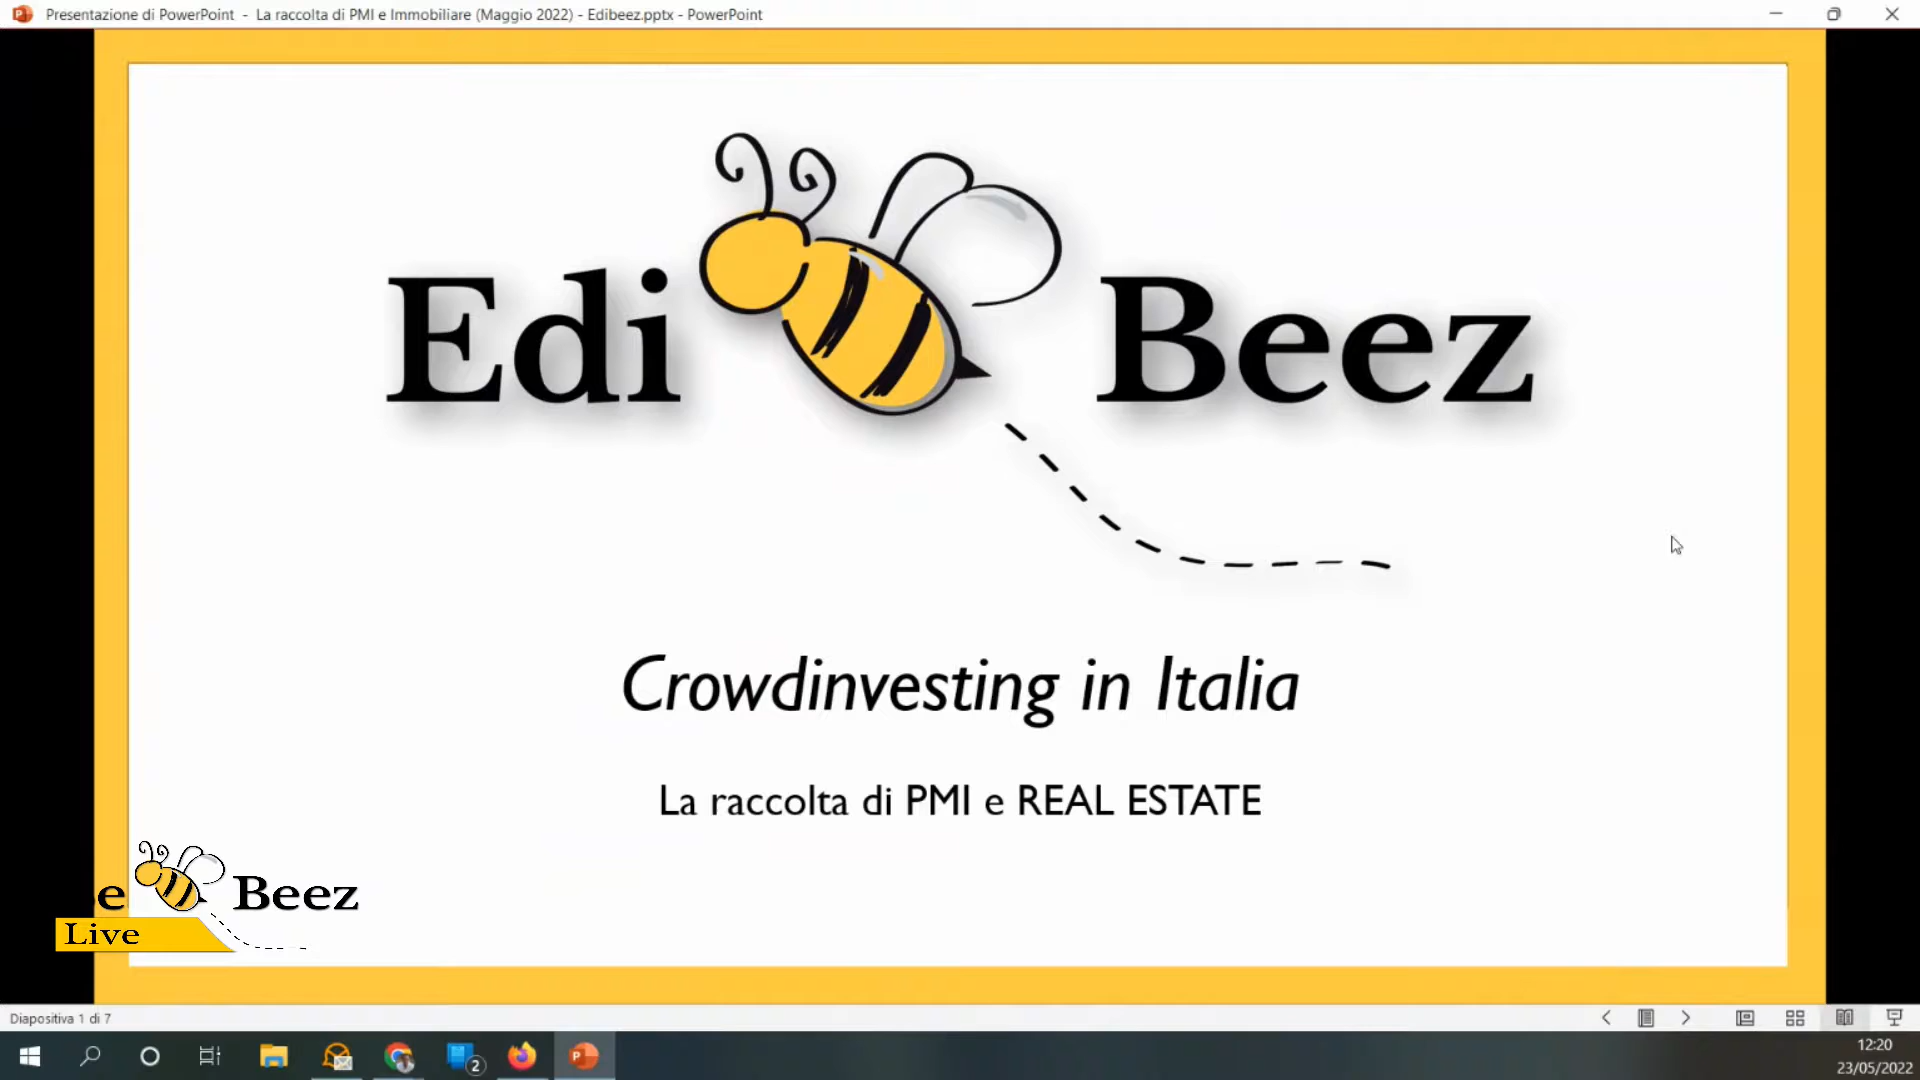 Presentazione di PowerPoint - La raccolta di PMI e Immobiliare (Maggio 2022) - Edibeez.pptx - PowerPoint
Edi Beez
Crowdinvesting in Italia
La raccolta di PMI e REAL ESTATE
Beez
Live
Diapositiva 1 di 7
2
12:20
23/05/2022